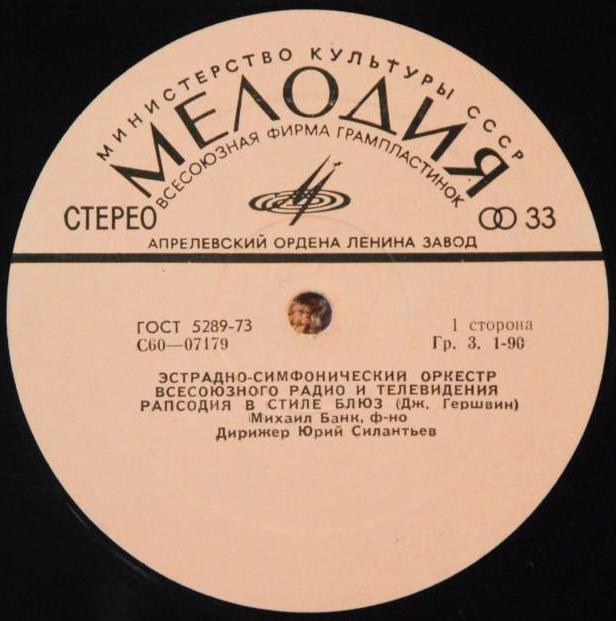 МИНИСТЕРСТВО КУЛЬТУРЫ СССР
МЕЛОДИЯ
ВСЕСОЮЗНАЯ ФИРМА ГРАМПЛАСТИНОК
СТЕРЕО
33
АПРЕЛЕВСКИЙ ОРДЕНА ЛЕНИНА ЗАВОД
ГОСТ 5289-73
1 сторона
С60—07179
Гр. 3. 1-90
ЭСТРАДНО-СИМФОНИЧЕСКИЙ ОРКЕСТР
ВСЕСОЮЗНОГО РАДИО И ТЕЛЕВИДЕНИЯ
РАПСОДИЯ В СТИЛЕ БЛЮЗ (Дж. Гершвин)
Михаил Банк, ф-но
Дирижер Юрий Силантьев